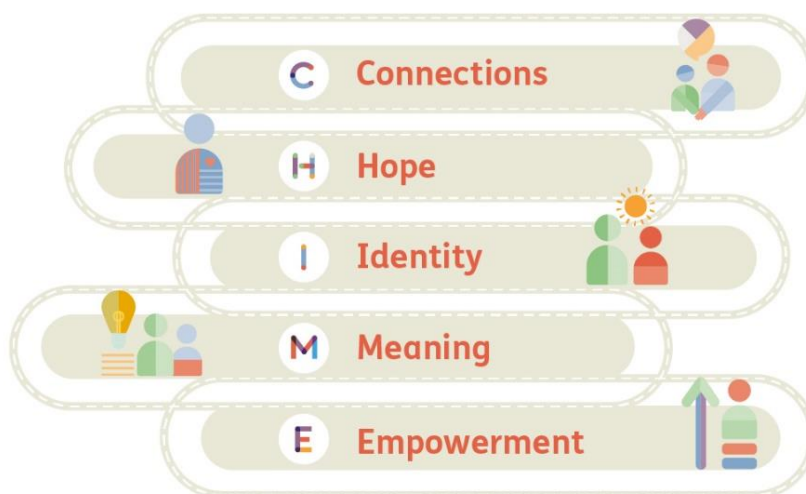 C Connections
H Hope
I Identity
M Meaning
E Empowerment